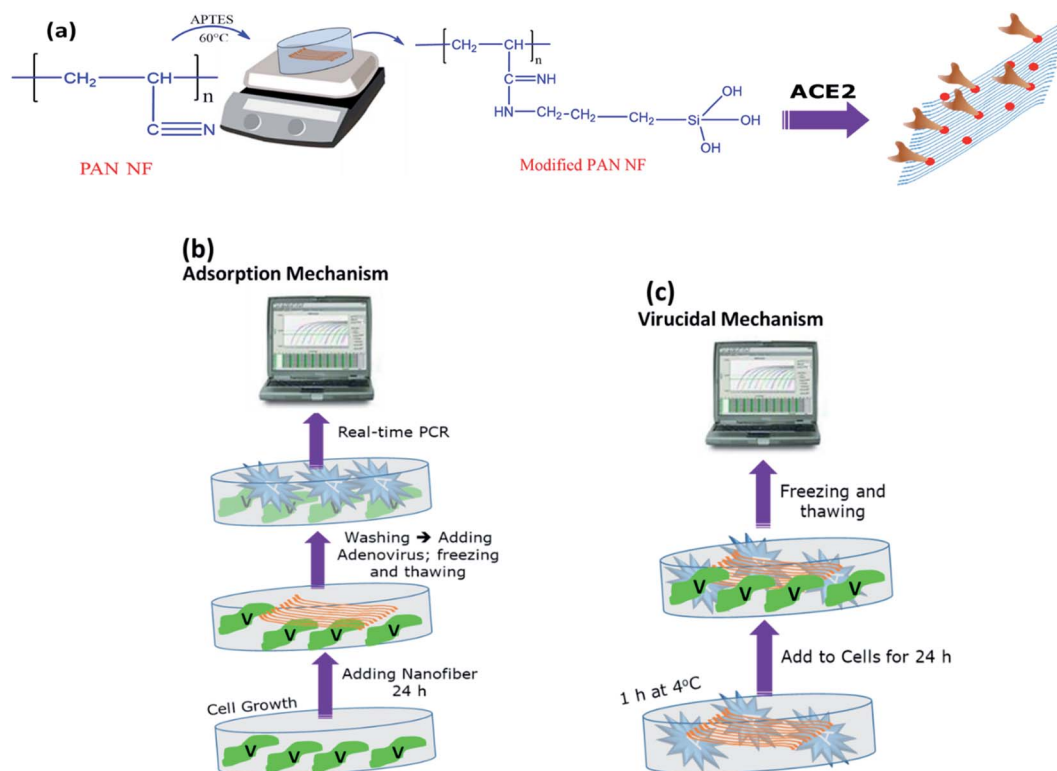 (a)
APTES
60°C
CH₂
CH
n
C
N
PAN NF
CH₂
CH
n
C
NH
HN
CH₂
C
CH₂
CH₂
Si
OH
OH
OH
Modified PAN NF
ACE2
(b)
Adsorption Mechanism
Real-time PCR
Washing ➔ Adding
Adenovirus; freezing
and thawing
V V V V
Adding Nanofiber
24 h
Cell Growth
V V V V
(c)
Virucidal Mechanism
Freezing and
thawing
V V V V
Add to Cells for 24 h
1 h at 4°C